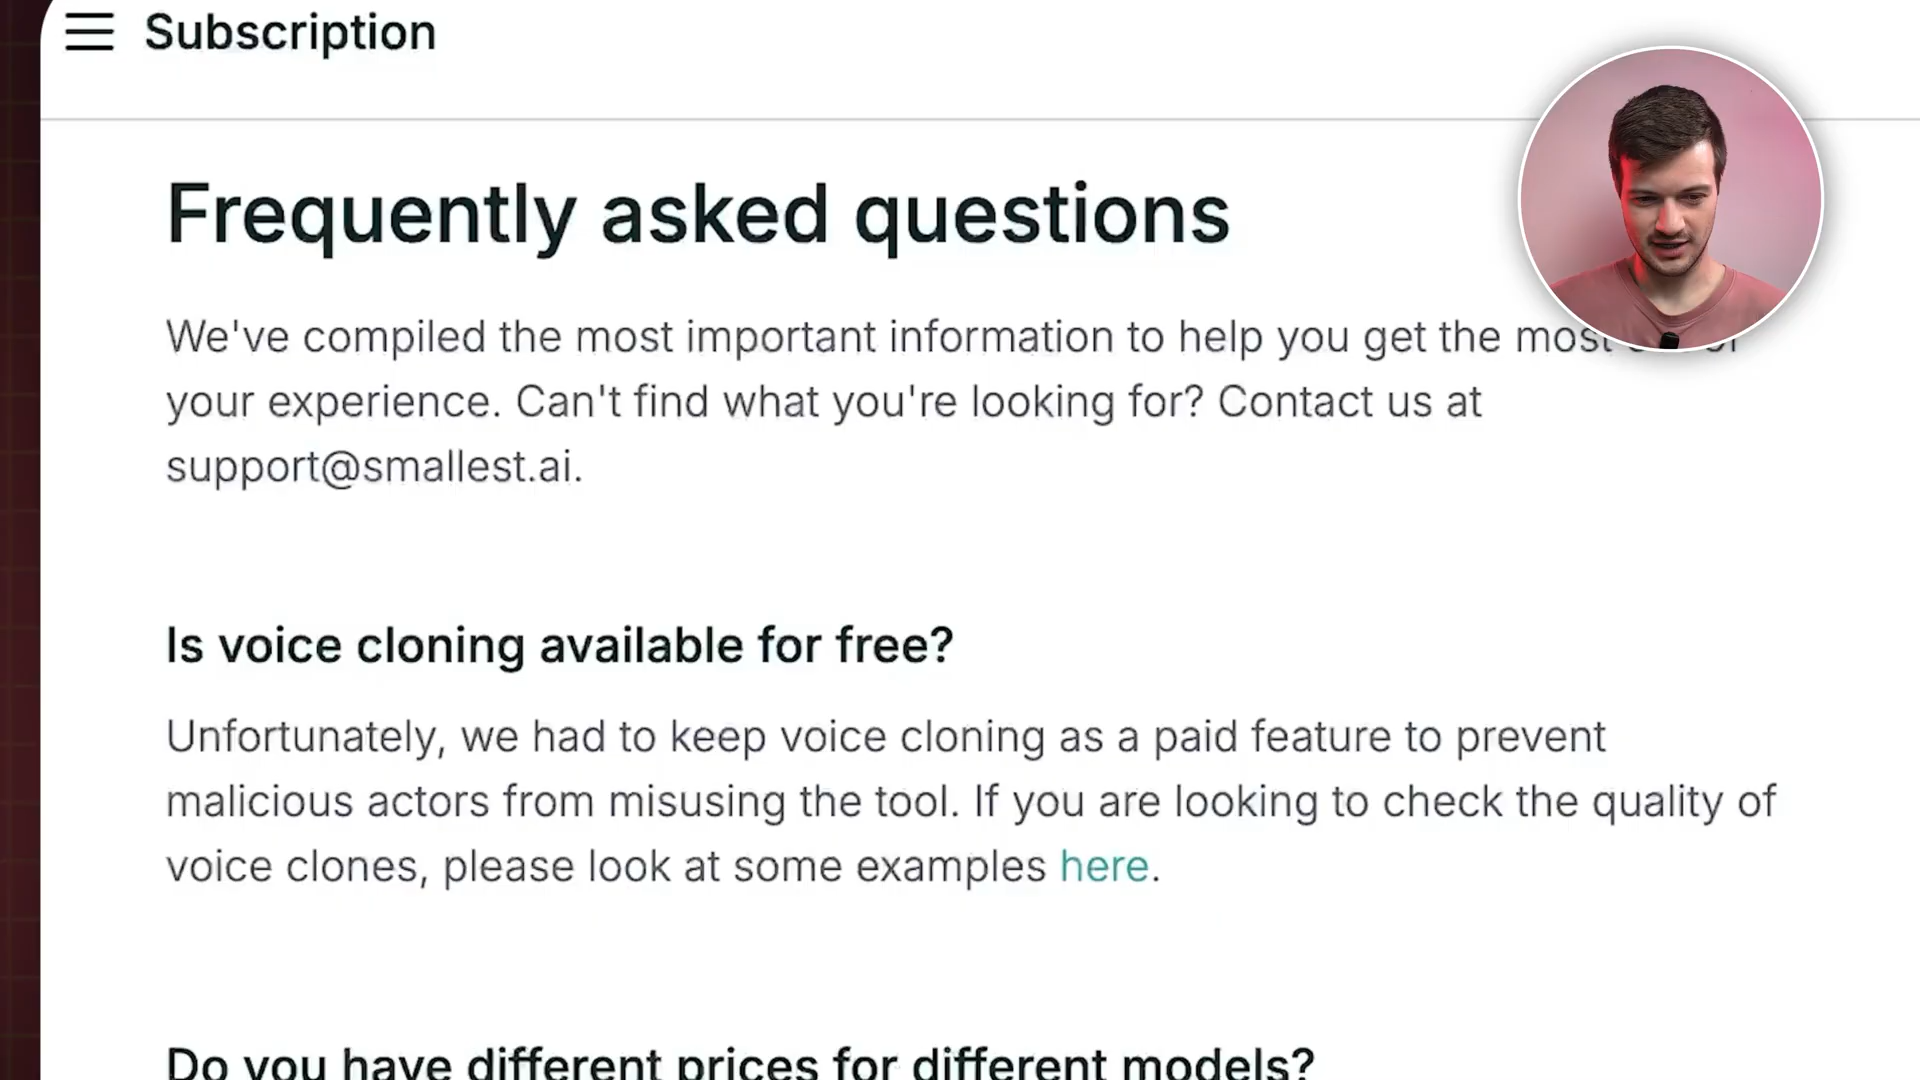 Subscription
Frequently asked questions
We've compiled the most important information to help you get the most
your experience. Can't find what you're looking for? Contact us at
support@smallest.ai.
Is voice cloning available for free?
Unfortunately, we had to keep voice cloning as a paid feature to prevent
malicious actors from misusing the tool. If you are looking to check the quality of
voice clones, please look at some examples here.
Do you have different prices for different models?